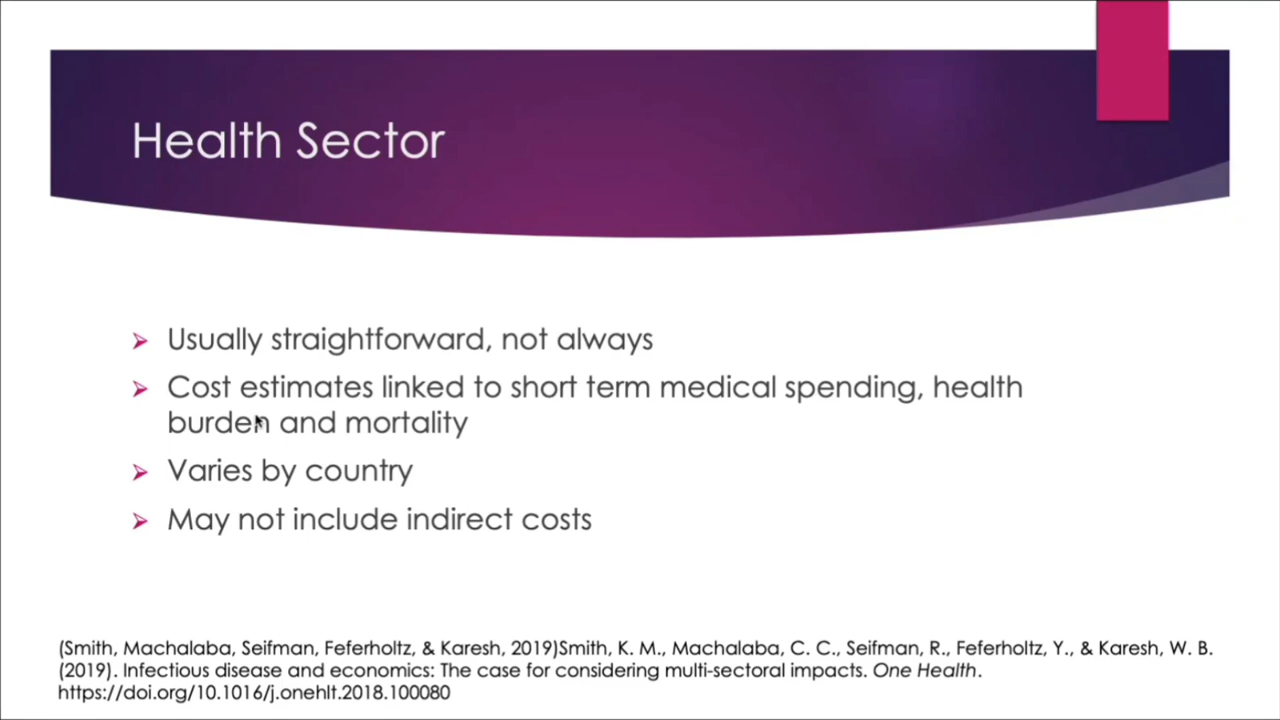 Health Sector
Usually straightforward, not always
Cost estimates linked to short term medical spending, health
burden and mortality
Varies by country
May not include indirect costs
(Smith, Machalaba, Seifman, Feferholtz, & Karesh, 2019)Smith, K. M., Machalaba, C. C., Seifman, R., Feferholtz, Y., & Karesh, W. B.
(2019). Infectious disease and economics: The case for considering multi-sectoral impacts. One Health.
https://doi.org/10.1016/j.onehlt.2018.100080